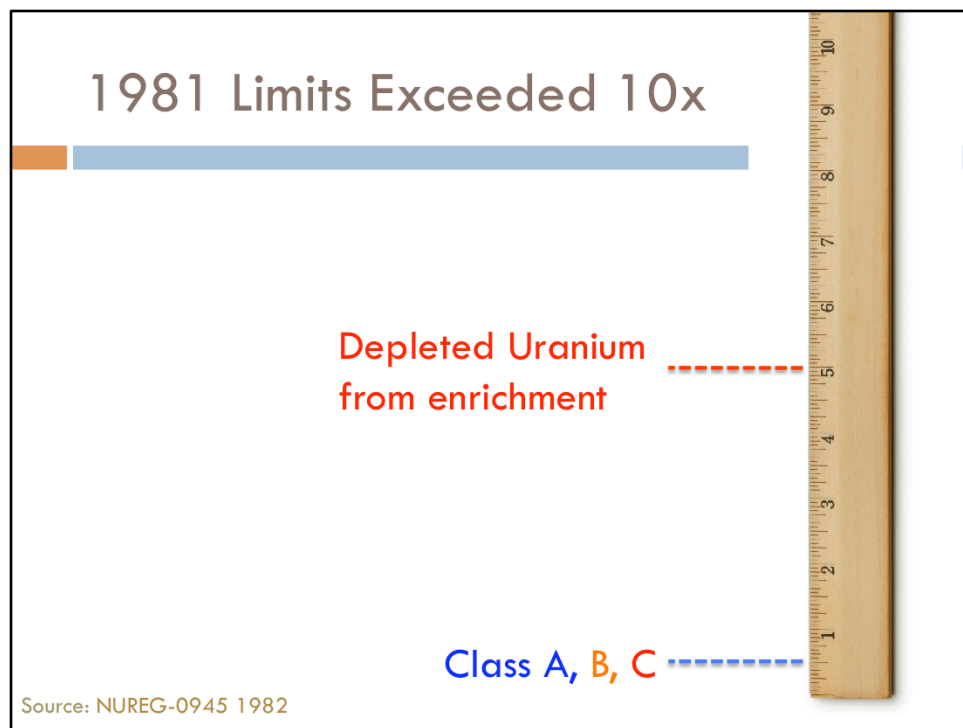 1981 Limits Exceeded 10x
10
9
8
7
6
Depleted Uranium
from enrichment
5
4
3
2
1
Class A, B, C
Source: NUREG-0945 1982